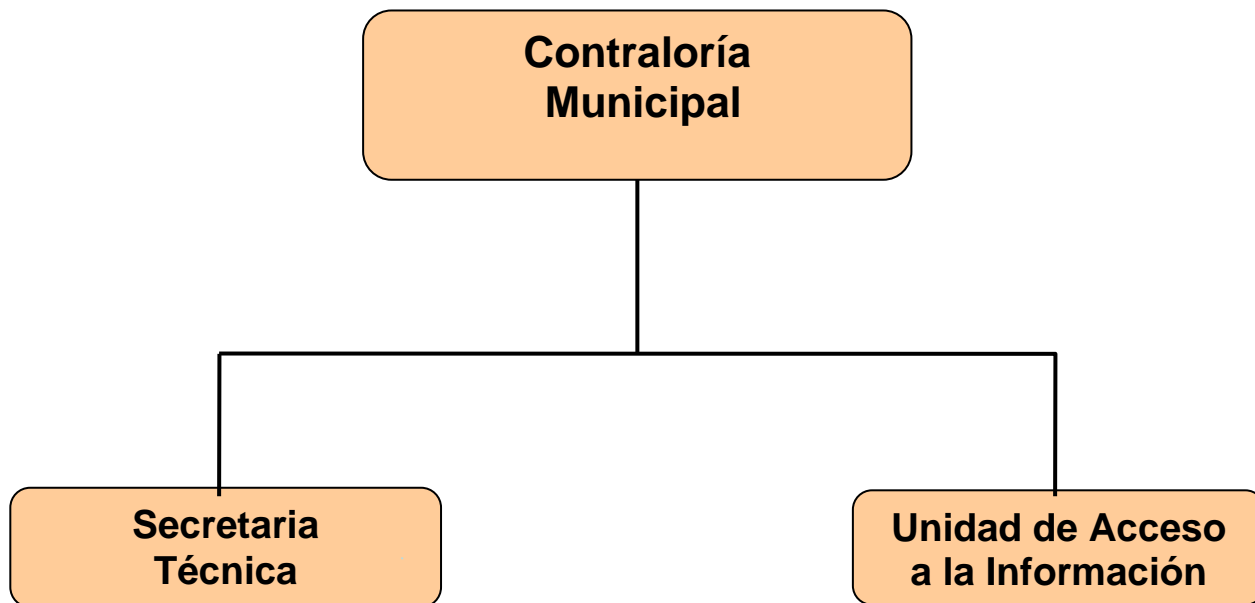 Contraloría
Municipal
Secretaria
Técnica
Unidad de Acceso
a la Información